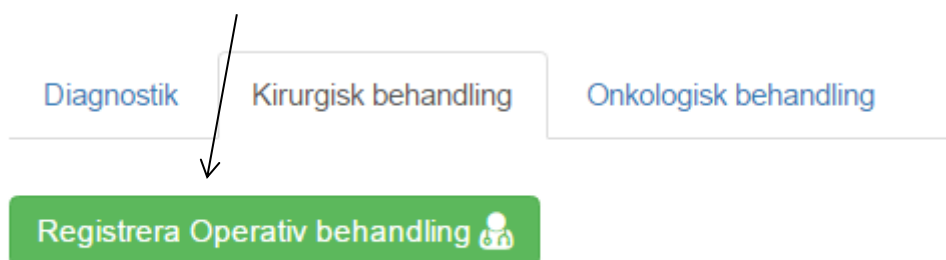 Diagnostik Kirurgisk behandling Onkologisk behandling
Registrera Operativ behandling